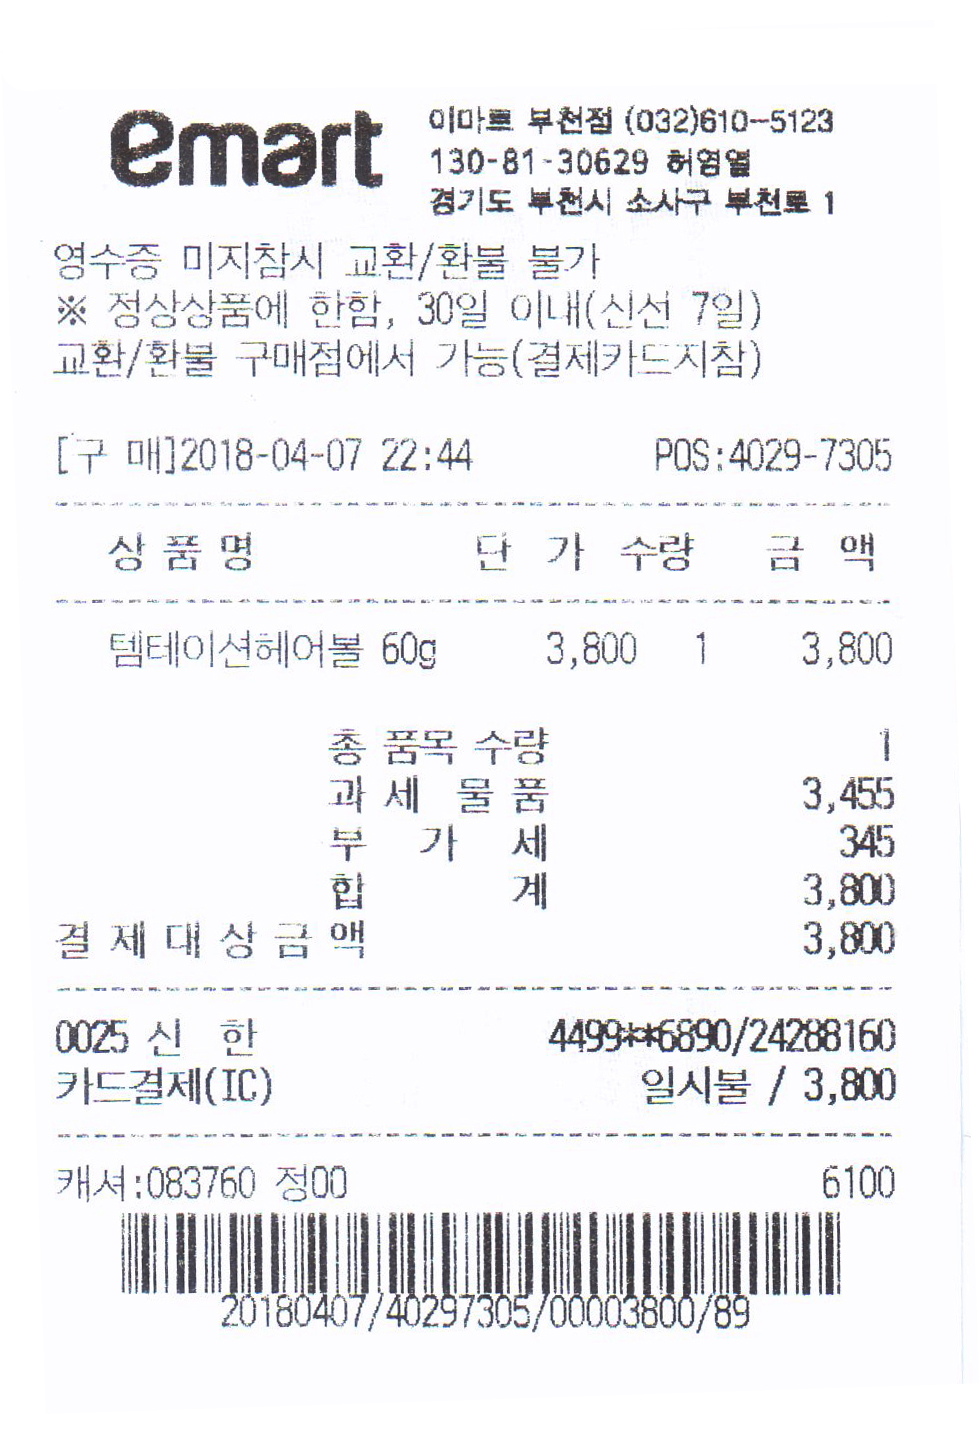 emart
이마트 부천점 (032)610-5123
130-81-30629 허영열
경기도 부천시 소사구 부천로 1
영수증 미지참시 교환/환불 불가
※ 정상상품에 한함, 30일 이내(신선 7일)
교환/환불 구매점에서 가능(결제카드지참)
[구 매]2018-04-07 22:44 POS:4029-7305
상 품 명 단 가 수량 금 액
템테이션헤어볼 60g 3,800 1 3,800
총 품목 수량 1
과 세 물 품 3,455
부 가 세 345
합 계 3,800
결 제 대 상 금 액 3,800
0025 신 한 4499**6890/24288160
카드결제(IC) 일시불 / 3,800
캐셔:083760 정00 6100
20180407/40297305/00003800/89